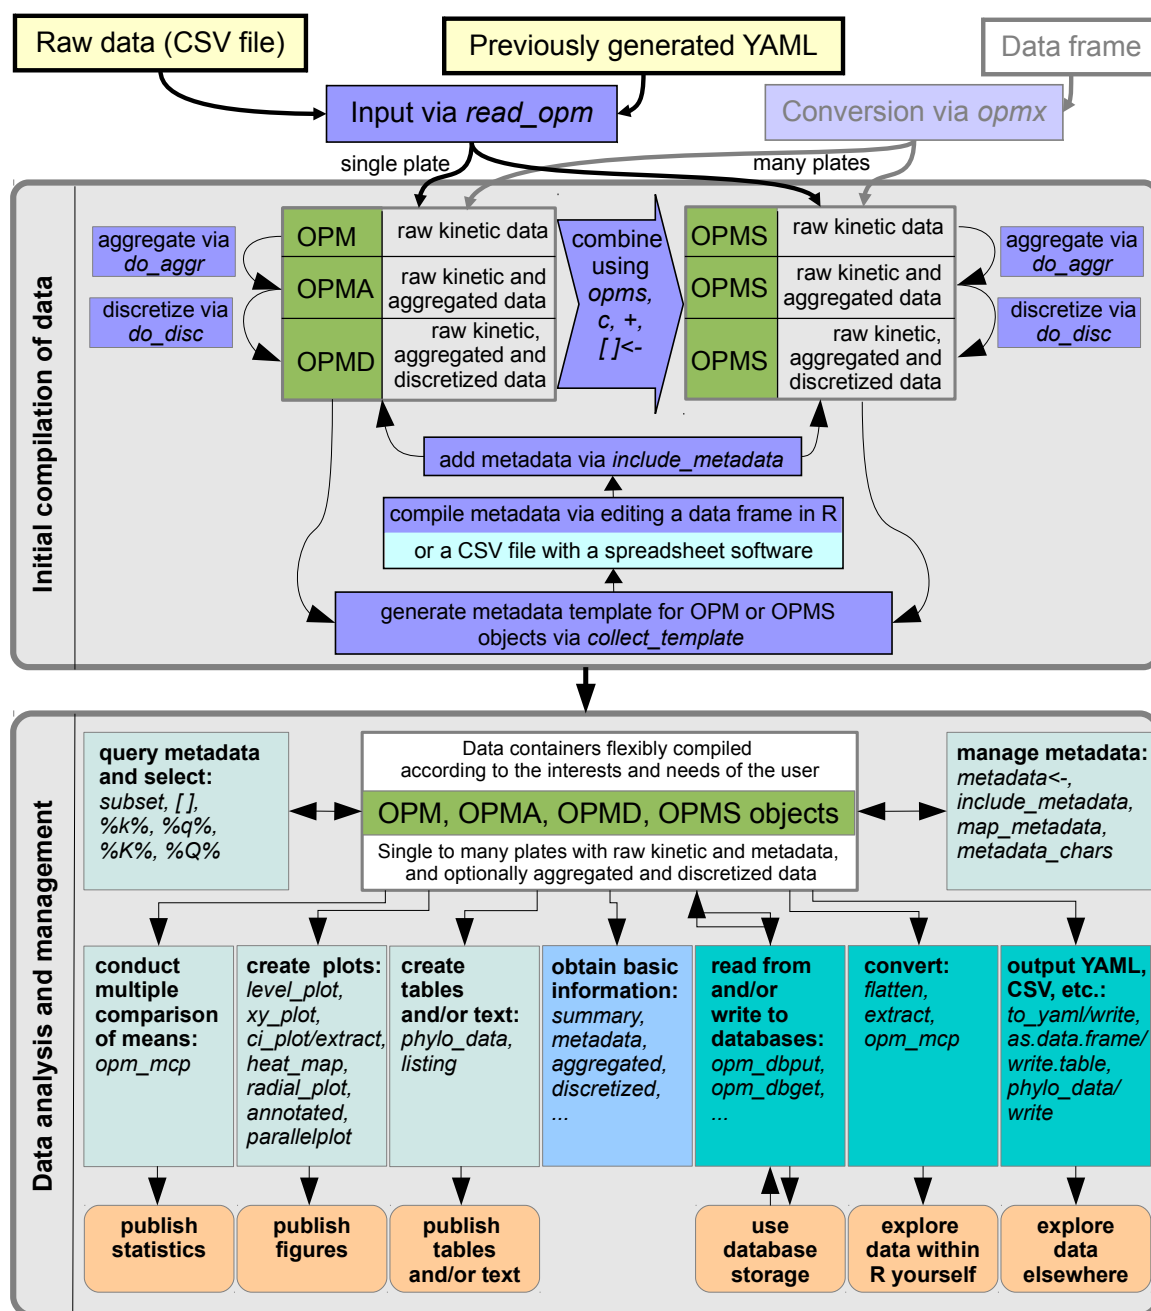 Raw data (CSV file)
Previously generated YAML
Data frame
Input via read_opm
Conversion via opmx
single plate
many plates
Initial compilation of data
aggregate via
do_aggr
discretize via
do_disc
OPM
raw kinetic data
OPMA
raw kinetic and
aggregated data
OPMD
raw kinetic,
aggregated and
discretized data
combine
using
opms,
c, +,
[ ]<-
OPMS
raw kinetic data
OPMS
raw kinetic and
aggregated data
OPMS
raw kinetic,
aggregated and
discretized data
aggregate via
do_aggr
discretize via
do_disc
add metadata via include_metadata
compile metadata via editing a data frame in R
or a CSV file with a spreadsheet software
generate metadata template for OPM or OPMS
objects via collect_template
Data analysis and management
query metadata
and select:
subset, [ ],
%k%, %q%,
%K%, %Q%
Data containers flexibly compiled
according to the interests and needs of the user
OPM, OPMA, OPMD, OPMS objects
Single to many plates with raw kinetic and metadata,
and optionally aggregated and discretized data
manage metadata:
metadata<-,
include_metadata,
map_metadata,
metadata_chars
conduct
multiple
comparison
of means:
opm_mcp
create plots:
level_plot,
xy_plot,
ci_plot/extract,
heat_map,
radial_plot,
annotated,
parallelplot
create
tables
and/or text:
phylo_data,
listing
obtain basic
information:
summary,
metadata,
aggregated,
discretized,
...
read from
and/or
write to
databases:
opm_dbput,
opm_dbget,
...
convert:
flatten,
extract,
opm_mcp
output YAML,
CSV, etc.:
to_yaml/write,
as.data.frame/
write.table,
phylo_data/
write
publish
statistics
publish
figures
publish
tables
and/or text
use
database
storage
explore
data within
R yourself
explore
data
elsewhere